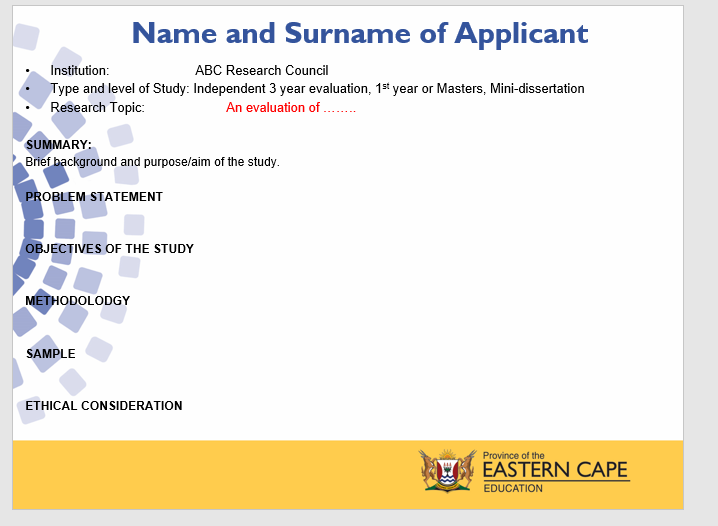 Name and Surname of Applicant
• Institution: ABC Research Council
• Type and level of Study: Independent 3 year evaluation, 1st year or Masters, Mini-dissertation
• Research Topic: An evaluation of ……..
SUMMARY:
Brief background and purpose/aim of the study.
PROBLEM STATEMENT
OBJECTIVES OF THE STUDY
METHODOLODGY
SAMPLE
ETHICAL CONSIDERATION
Province of the
EASTERN CAPE
EDUCATION